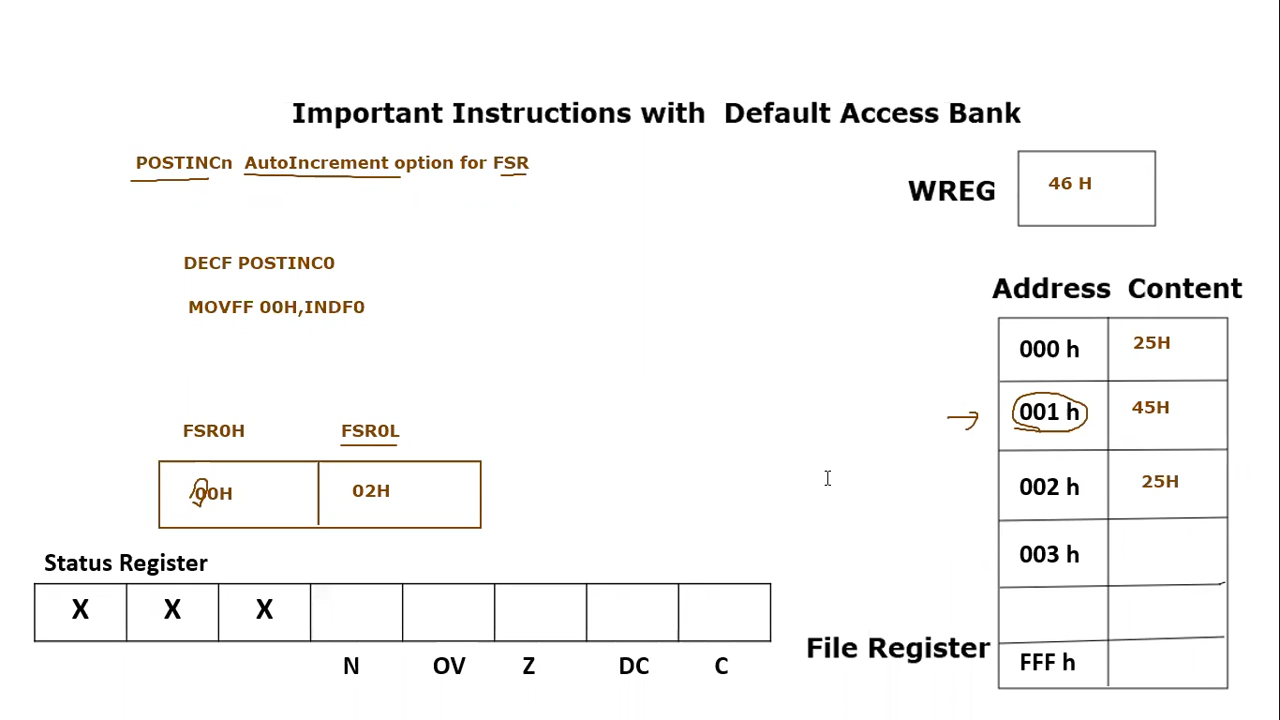 Important Instructions with Default Access Bank
POSTINCn AutoIncrement option for FSR
WREG
46 H
DECF POSTINC0
MOVFF 00H,INDF0
Address Content
000 h 25H
001 h 45H
002 h 25H
003 h
FFF h
FSR0H FSR0L
00H 02H
Status Register
X X X
N OV Z DC C
File Register